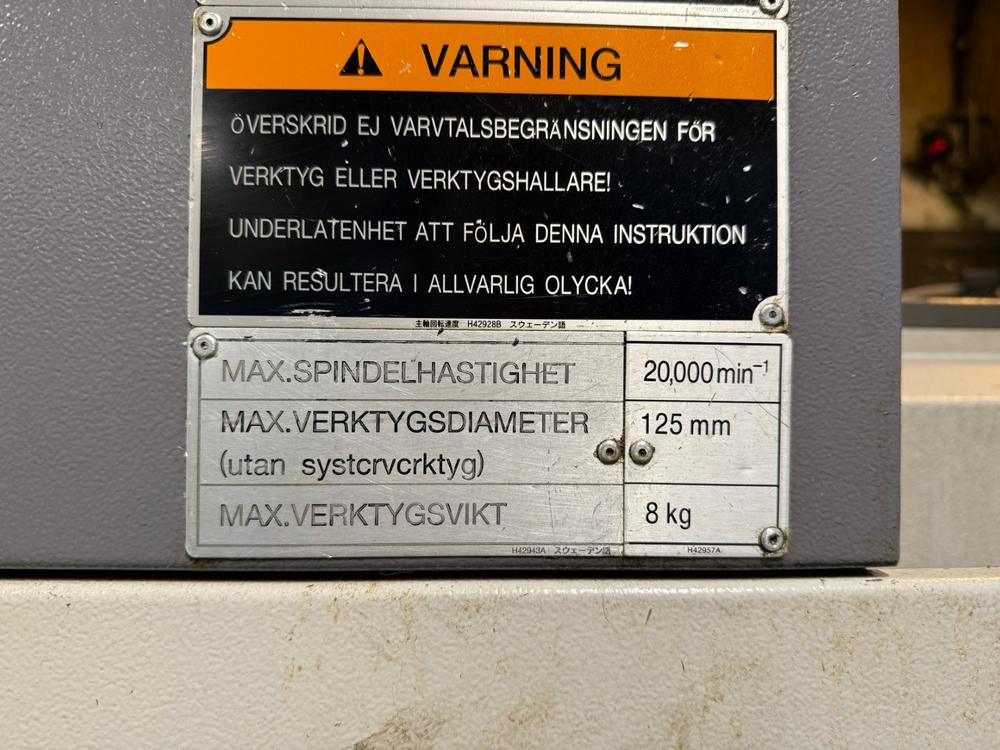 H42930A
VARNING
ÖVERSKRID EJ VARVTALSBEGRÄNSNINGEN FÖR
VERKTYG ELLER VERKTYGSHALLARE!
UNDERLATENHET ATT FÖLJA DENNA INSTRUKTION
KAN RESULTERA I ALLVARLIG OLYCKA!
主軸回転速度 H42928B スウェーデン語
MAX.SPINDELHASTIGHET 20,000min⁻¹
MAX.VERKTYGSDIAMETER 125 mm
(utan systcrvcrktyg)
MAX.VERKTYGSVIKT 8 kg
H42943A スウェーデン語 H42957A